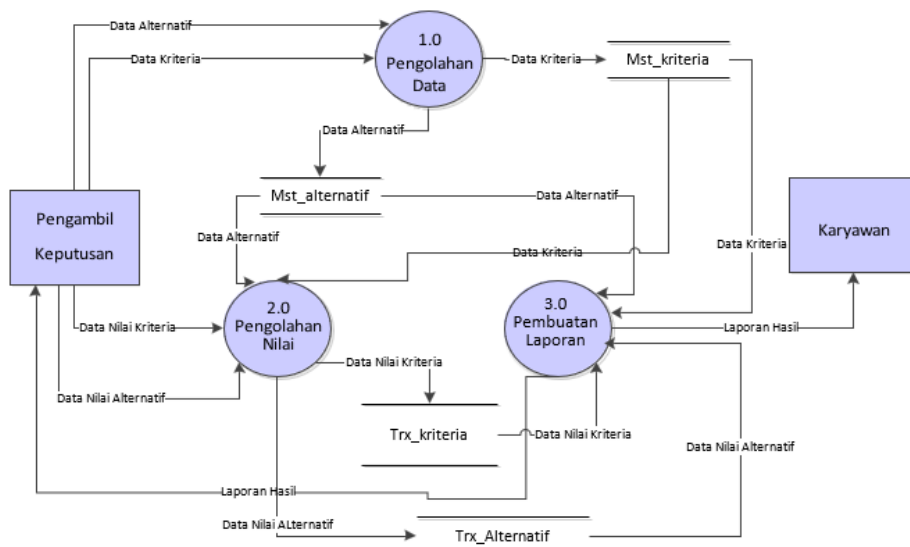 Data Alternatif
1.0
Pengolahan
Data
Data Kriteria
Data Kriteria
Mst_kriteria
Data Alternatif
Mst_alternatif
Data Alternatif
Pengambil
Keputusan
Karyawan
Data Alternatif
Data Kriteria
Data Kriteria
2.0
Pengolahan
Nilai
3.0
Pembuatan
Laporan
Data Nilai Kriteria
Laporan Hasil
Data Nilai Kriteria
Data Nilai Alternatif
Trx_kriteria
Data Nilai Kriteria
Data Nilai Alternatif
Laporan Hasil
Data Nilai ALternatif
Trx_Alternatif